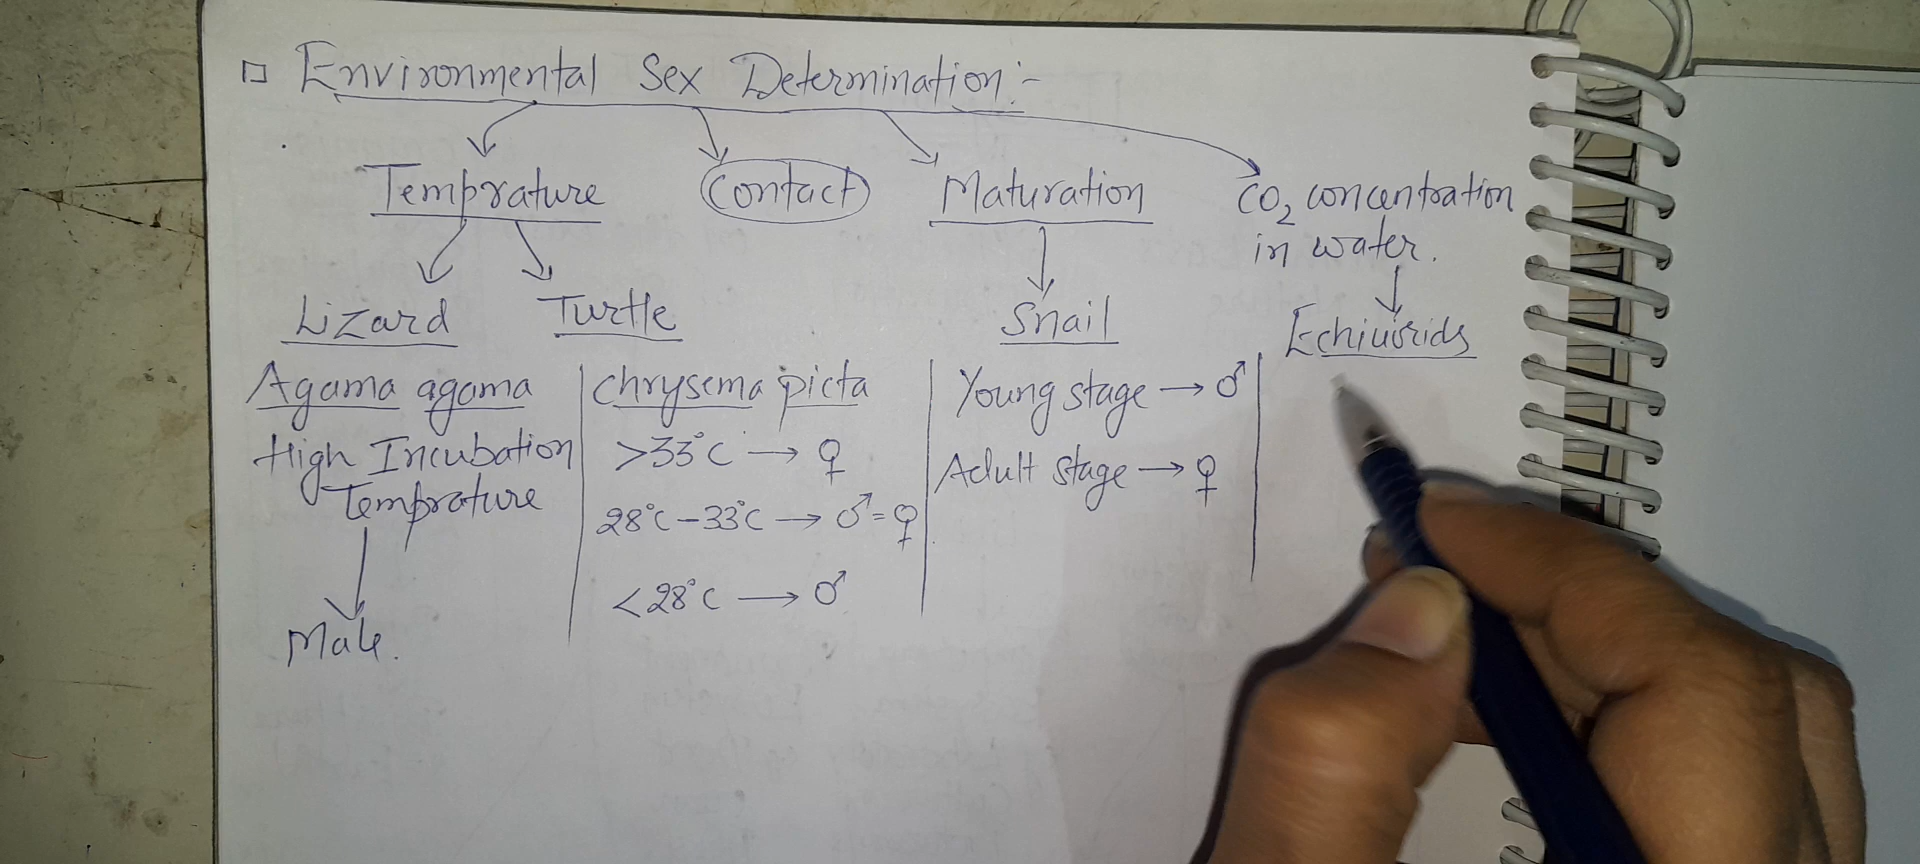 Environmental Sex Determination:-
Temprature
Contact
Maturation
CO₂ concentration
in water.
Lizard
Turtle
Snail
Echiurids
Agama agama
High Incubation
Temprature
Male.
Chrysema picta
>33°C → ♀
28°C-33°C → ♂=♀
<28°C → ♂
Young stage → ♂
Adult stage → ♀